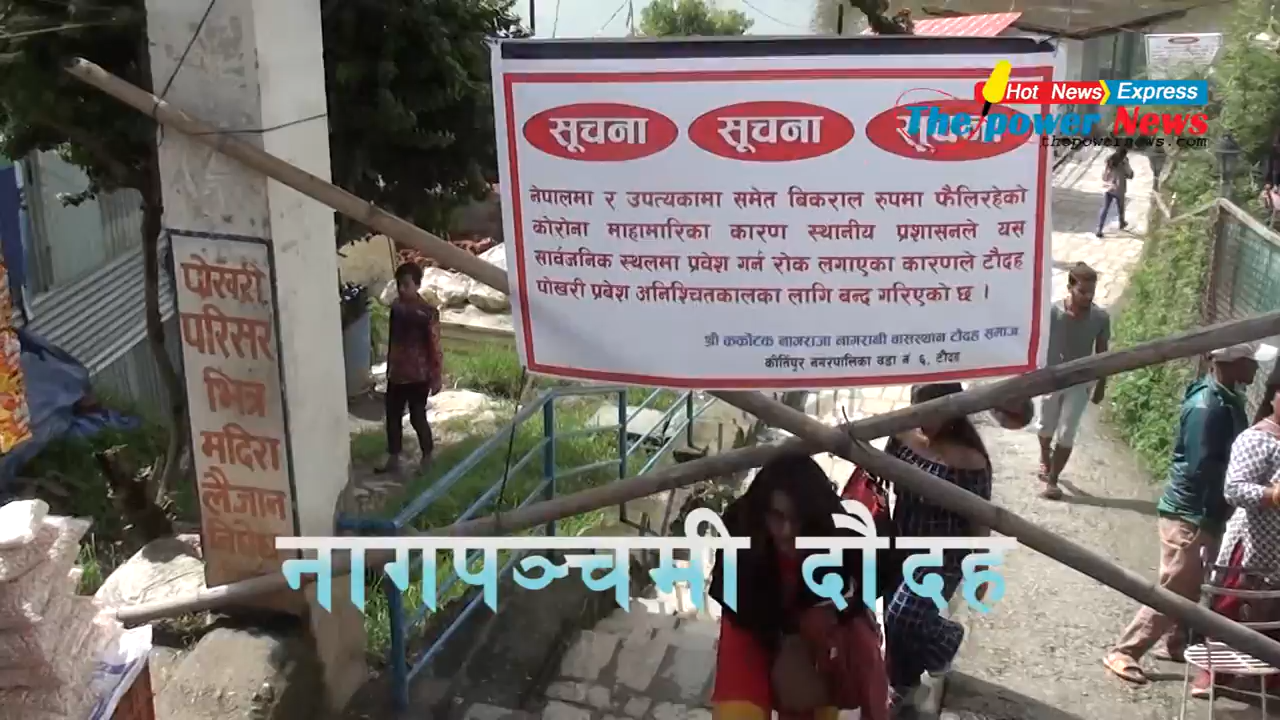 Hot News Express
The power News
thepowernews.com
सूचना सूचना सूचना
नेपालमा र उपत्यकामा समेत बिकराल रुपमा फैलिरहेको
कोरोना माहामारिका कारण स्थानीय प्रशासनले यस
सार्वजनिक स्थलमा प्रवेश गर्न रोक लगाएका कारणले टौदह
पोखरी प्रबेश अनिश्चितकालका लागि बन्द गरिएको छ ।
श्री कर्कोटक नागराजा नागरानी वासस्थान टौदह समाज
कीर्तिपुर नगरपालिका वडा नं ६, टौदह
पोखरी
परिसर
भित्र
मदिरा
लैजान
निषेध
नागपञ्चमी दौदह